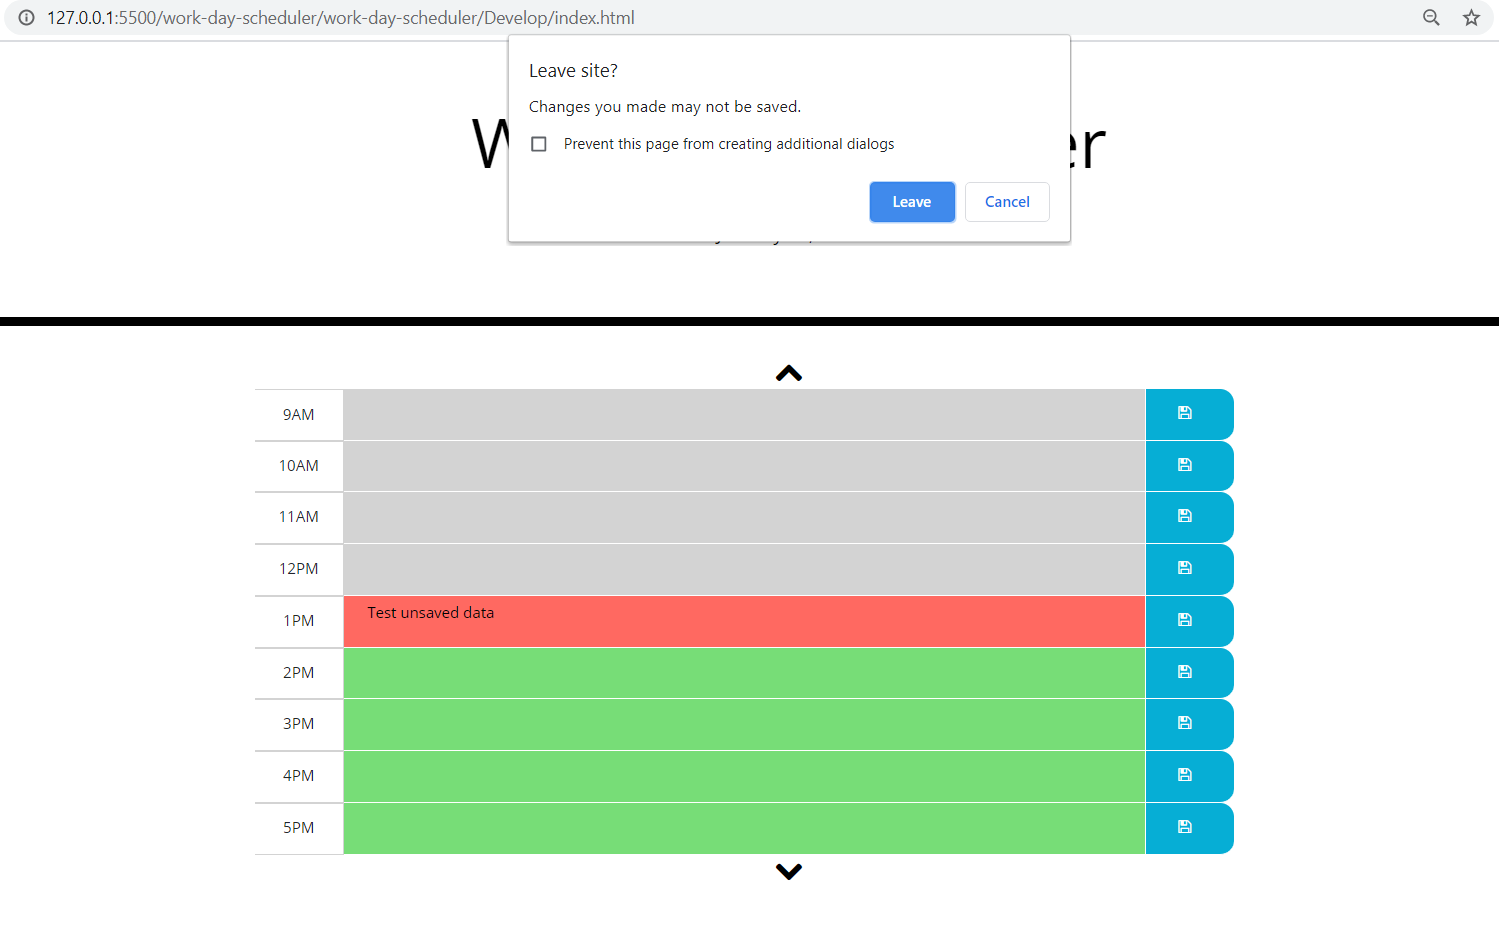 127.0.0.1:5500/work-day-scheduler/work-day-scheduler/Develop/index.html
Leave site?
Changes you made may not be saved.
Prevent this page from creating additional dialogs
Leave Cancel
9AM
10AM
11AM
12PM
1PM Test unsaved data
2PM
3PM
4PM
5PM